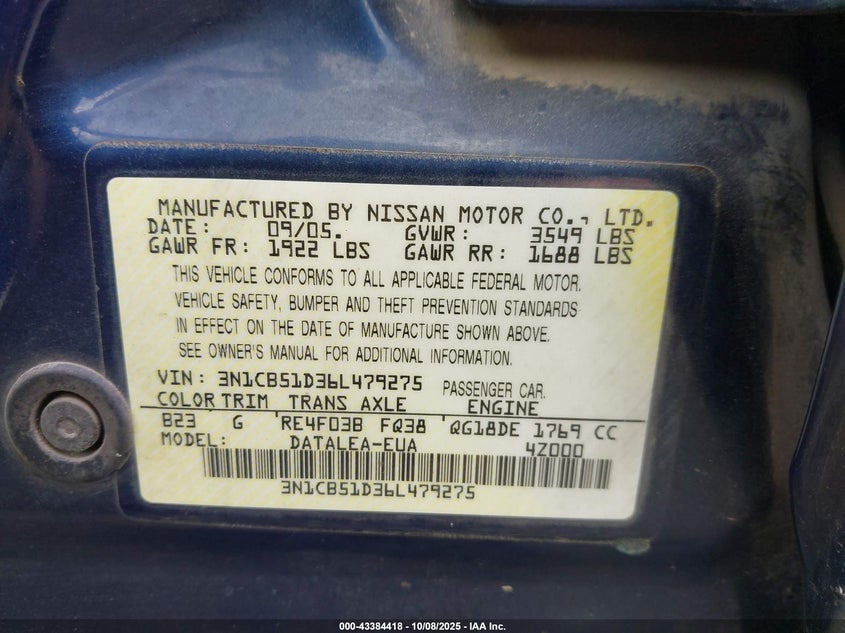 MANUFACTURED BY NISSAN MOTOR CO., LTD.
DATE: 09/05. GVWR: 3549 LBS
GAWR FR: 1922 LBS GAWR RR: 1688 LBS
THIS VEHICLE CONFORMS TO ALL APPLICABLE FEDERAL MOTOR.
VEHICLE SAFETY, BUMPER AND THEFT PREVENTION STANDARDS
IN EFFECT ON THE DATE OF MANUFACTURE SHOWN ABOVE.
SEE OWNER'S MANUAL FOR ADDITIONAL INFORMATION.
VIN: 3N1CB51D36L479275 PASSENGER CAR.
COLOR TRIM TRANS AXLE ENGINE
B23 G RE4F03B FQ38 QG18DE 1769 CC
MODEL: DATALEA-EUA 4Z000
3N1CB51D36L479275
000-43384418 - 10/08/2025 - IAA Inc.